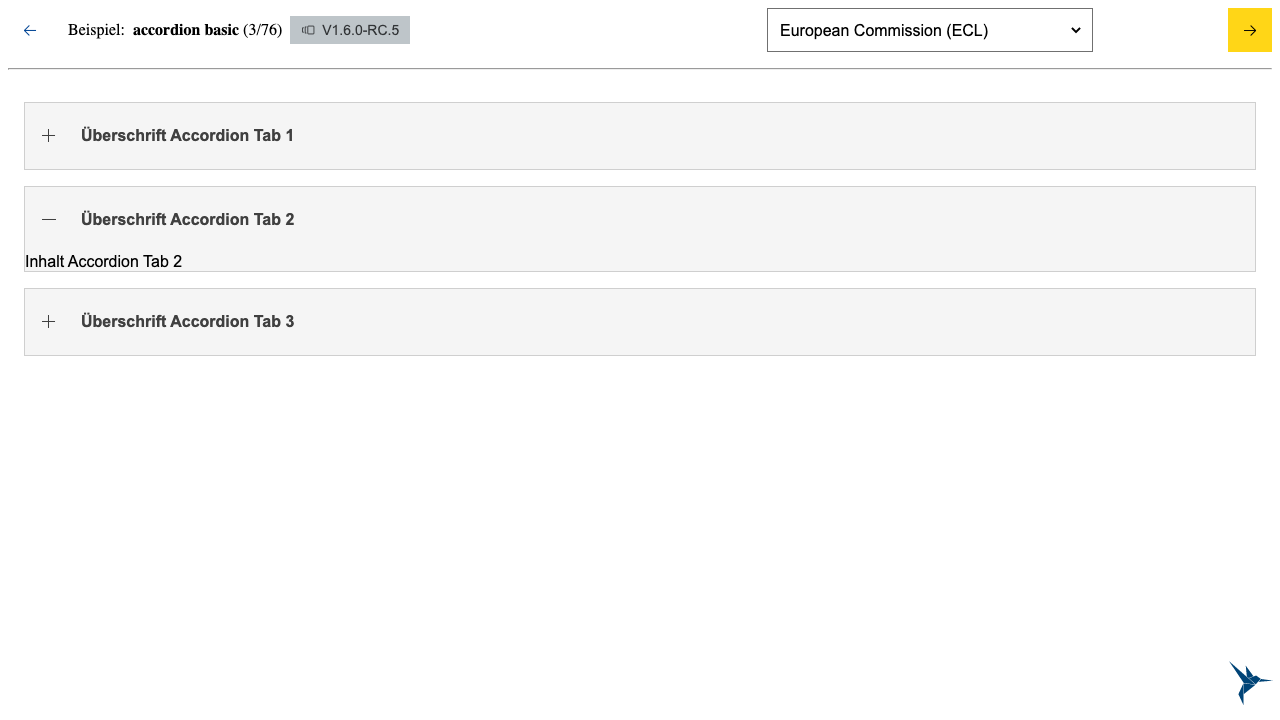 Beispiel: accordion basic (3/76) V1.6.0-RC.5 European Commission (ECL)
Überschrift Accordion Tab 1
Überschrift Accordion Tab 2
Inhalt Accordion Tab 2
Überschrift Accordion Tab 3